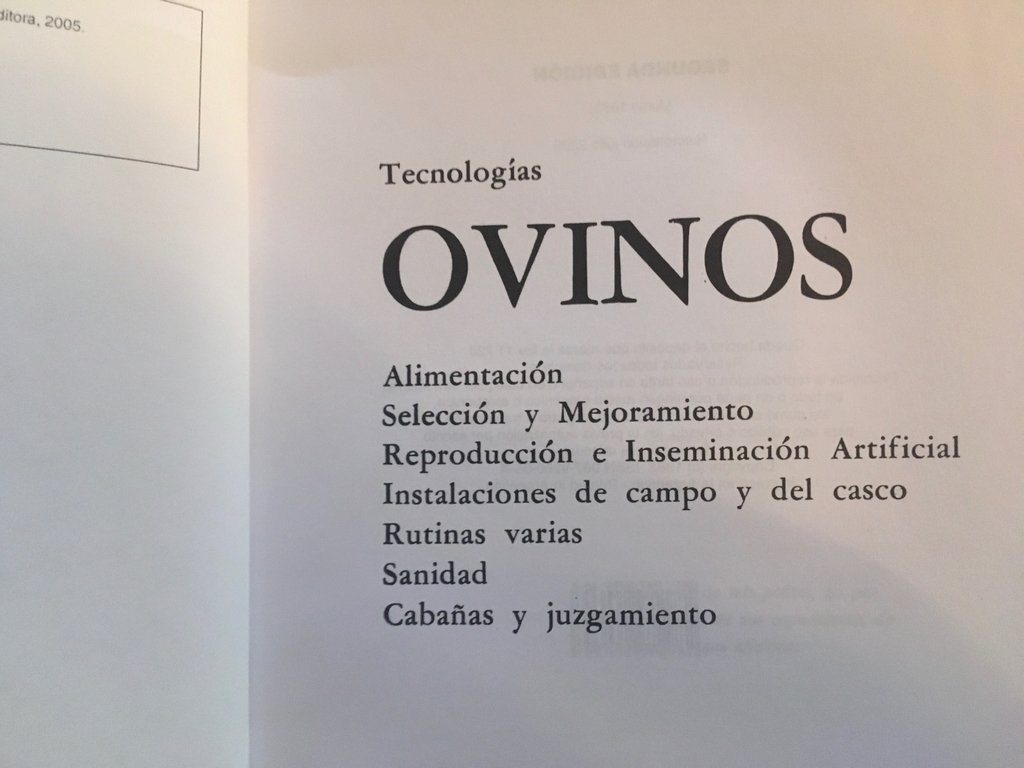 ditora, 2005.
Tecnologías
OVINOS
Alimentación
Selección y Mejoramiento
Reproducción e Inseminación Artificial
Instalaciones de campo y del casco
Rutinas varias
Sanidad
Cabañas y juzgamiento